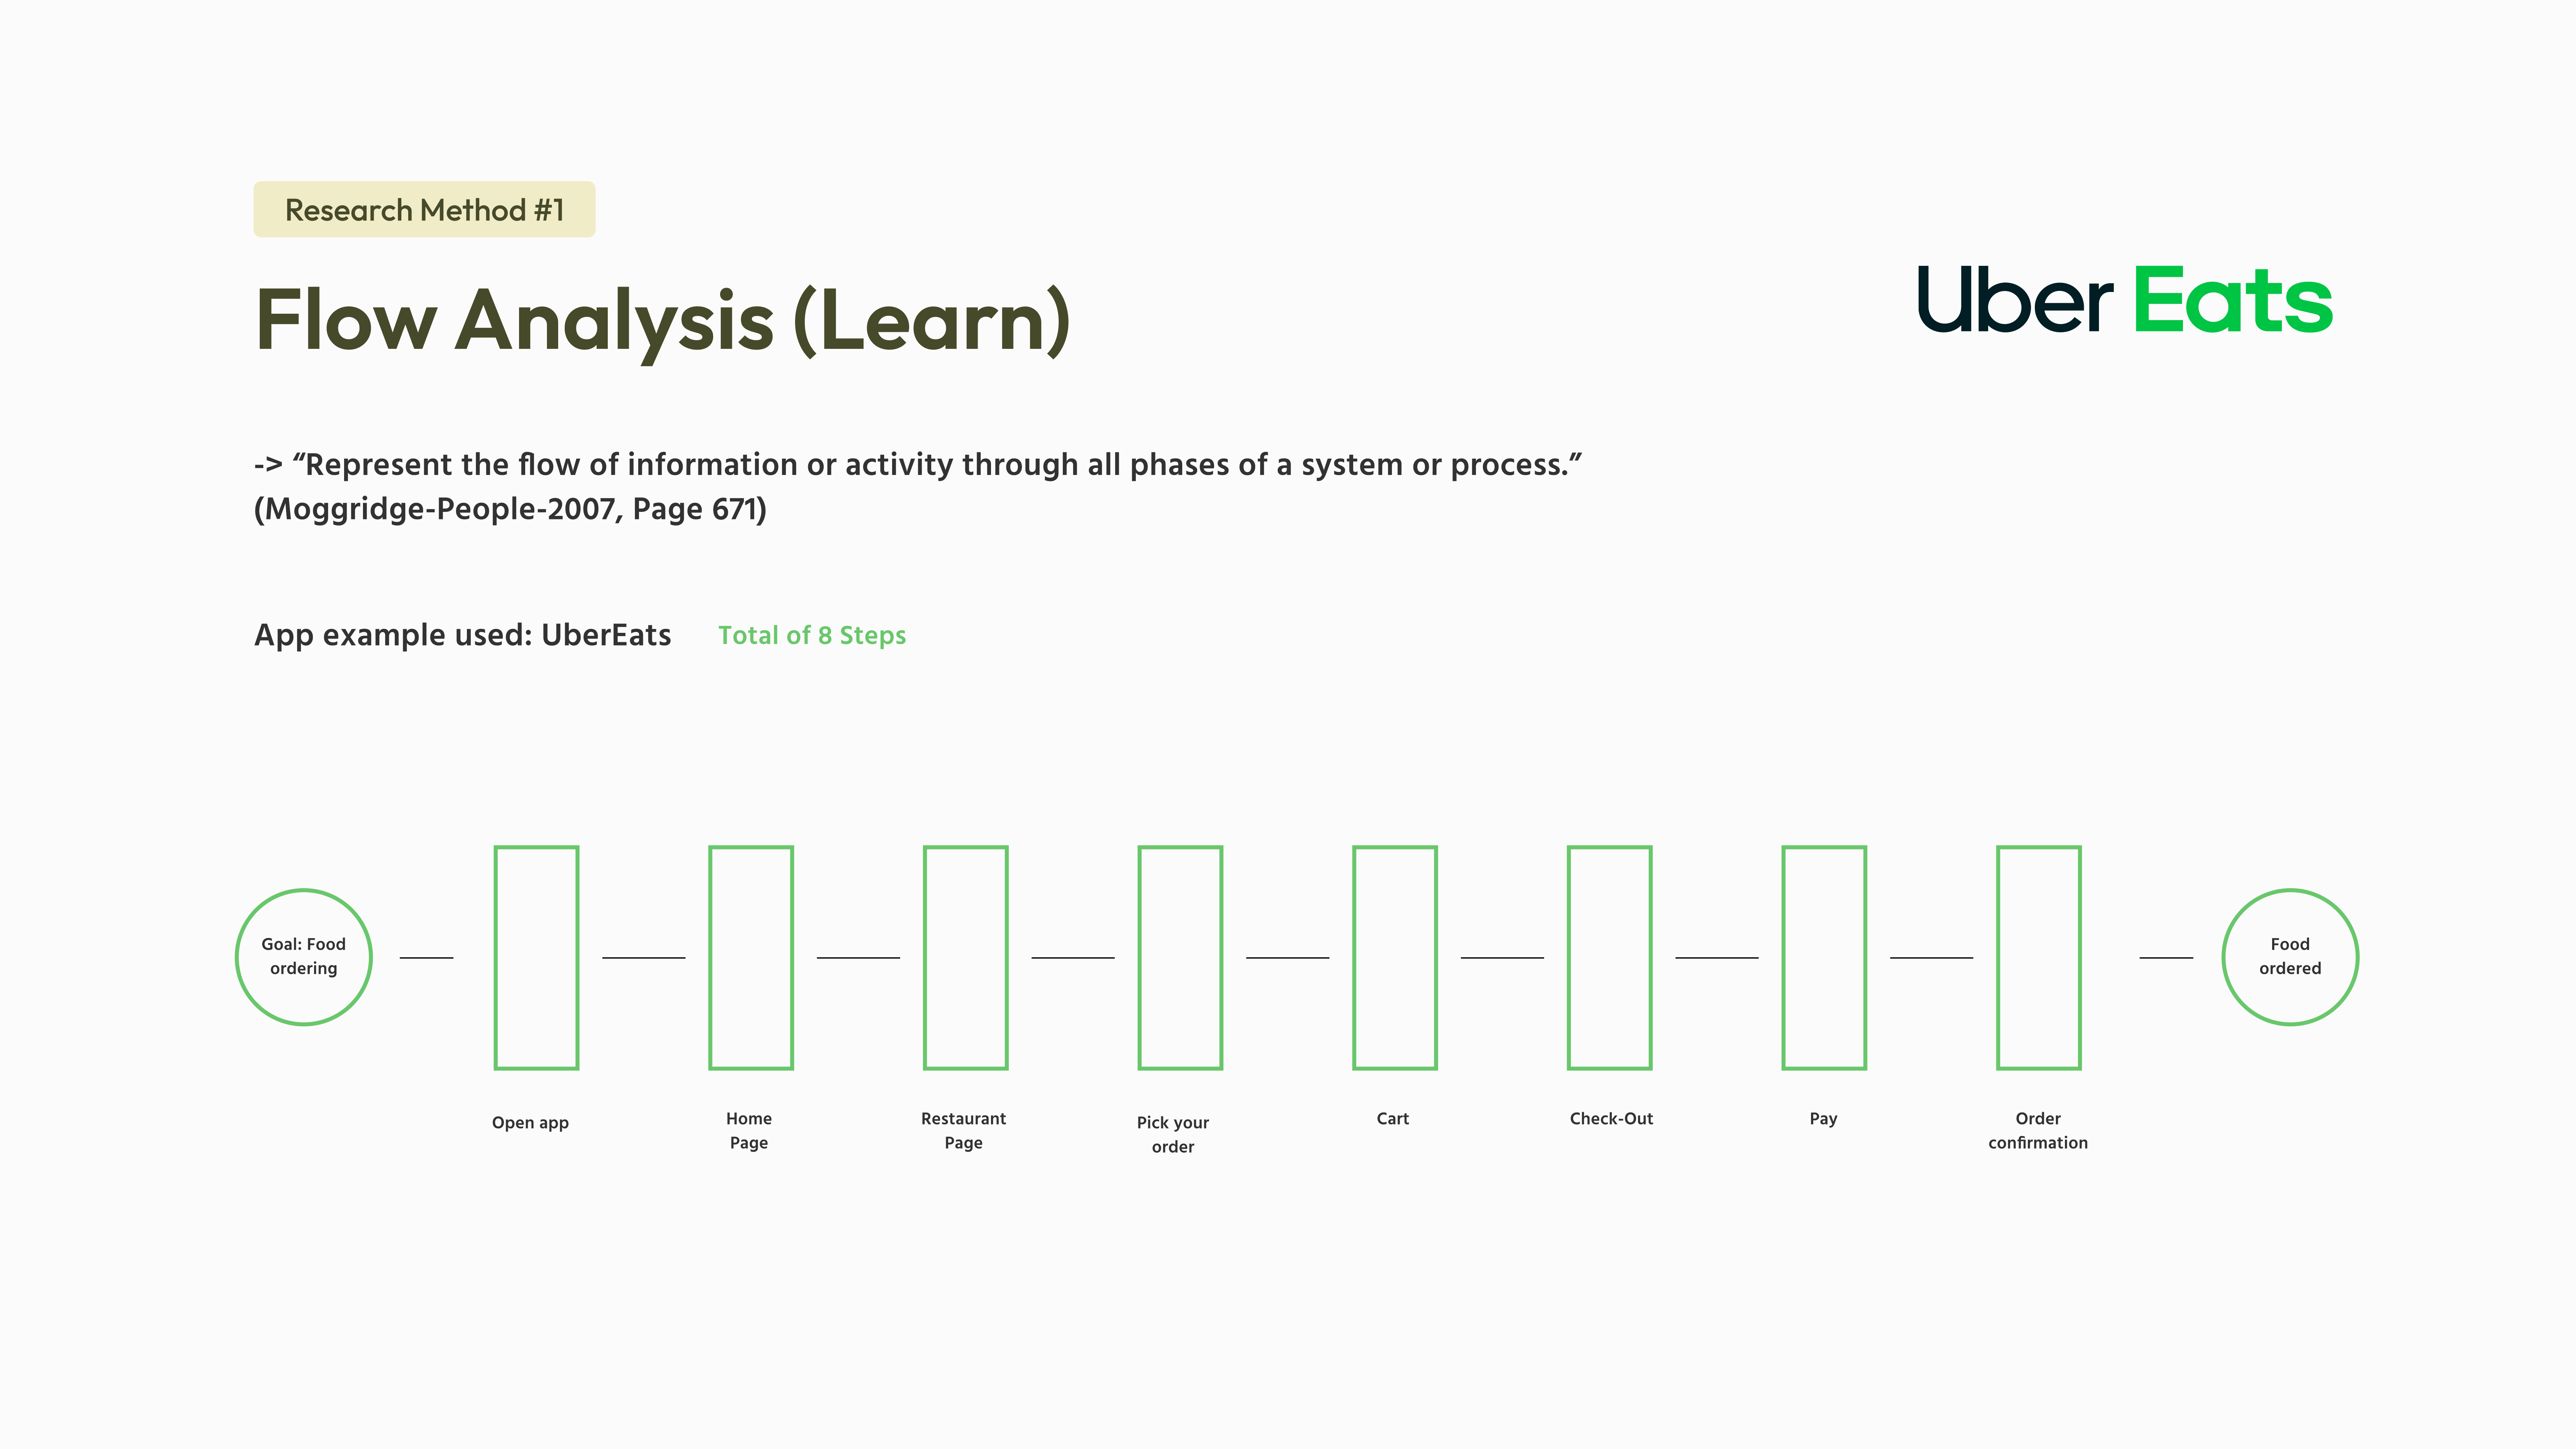 Research Method #1
Flow Analysis (Learn)
Uber Eats
-> “Represent the flow of information or activity through all phases of a system or process.”
(Moggridge-People-2007, Page 671)
App example used: UberEats
Total of 8 Steps
Goal: Food
ordering
Food
ordered
Open app
Home
Page
Restaurant
Page
Pick your
order
Cart
Check-Out
Pay
Order
confirmation